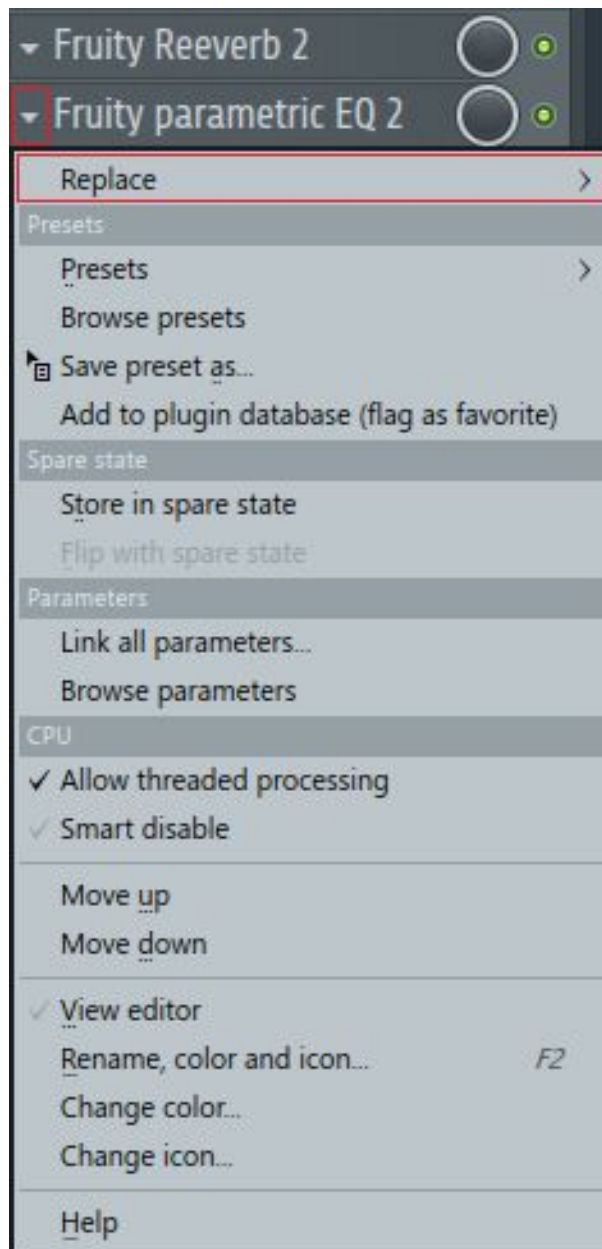 Fruity Reeverb 2
Fruity parametric EQ 2
Replace
Presets
Presets
Browse presets
Save preset as...
Add to plugin database (flag as favorite)
Spare state
Store in spare state
Flip with spare state
Parameters
Link all parameters...
Browse parameters
CPU
Allow threaded processing
Smart disable
Move up
Move down
View editor
Rename, color and icon... F2
Change color...
Change icon...
Help